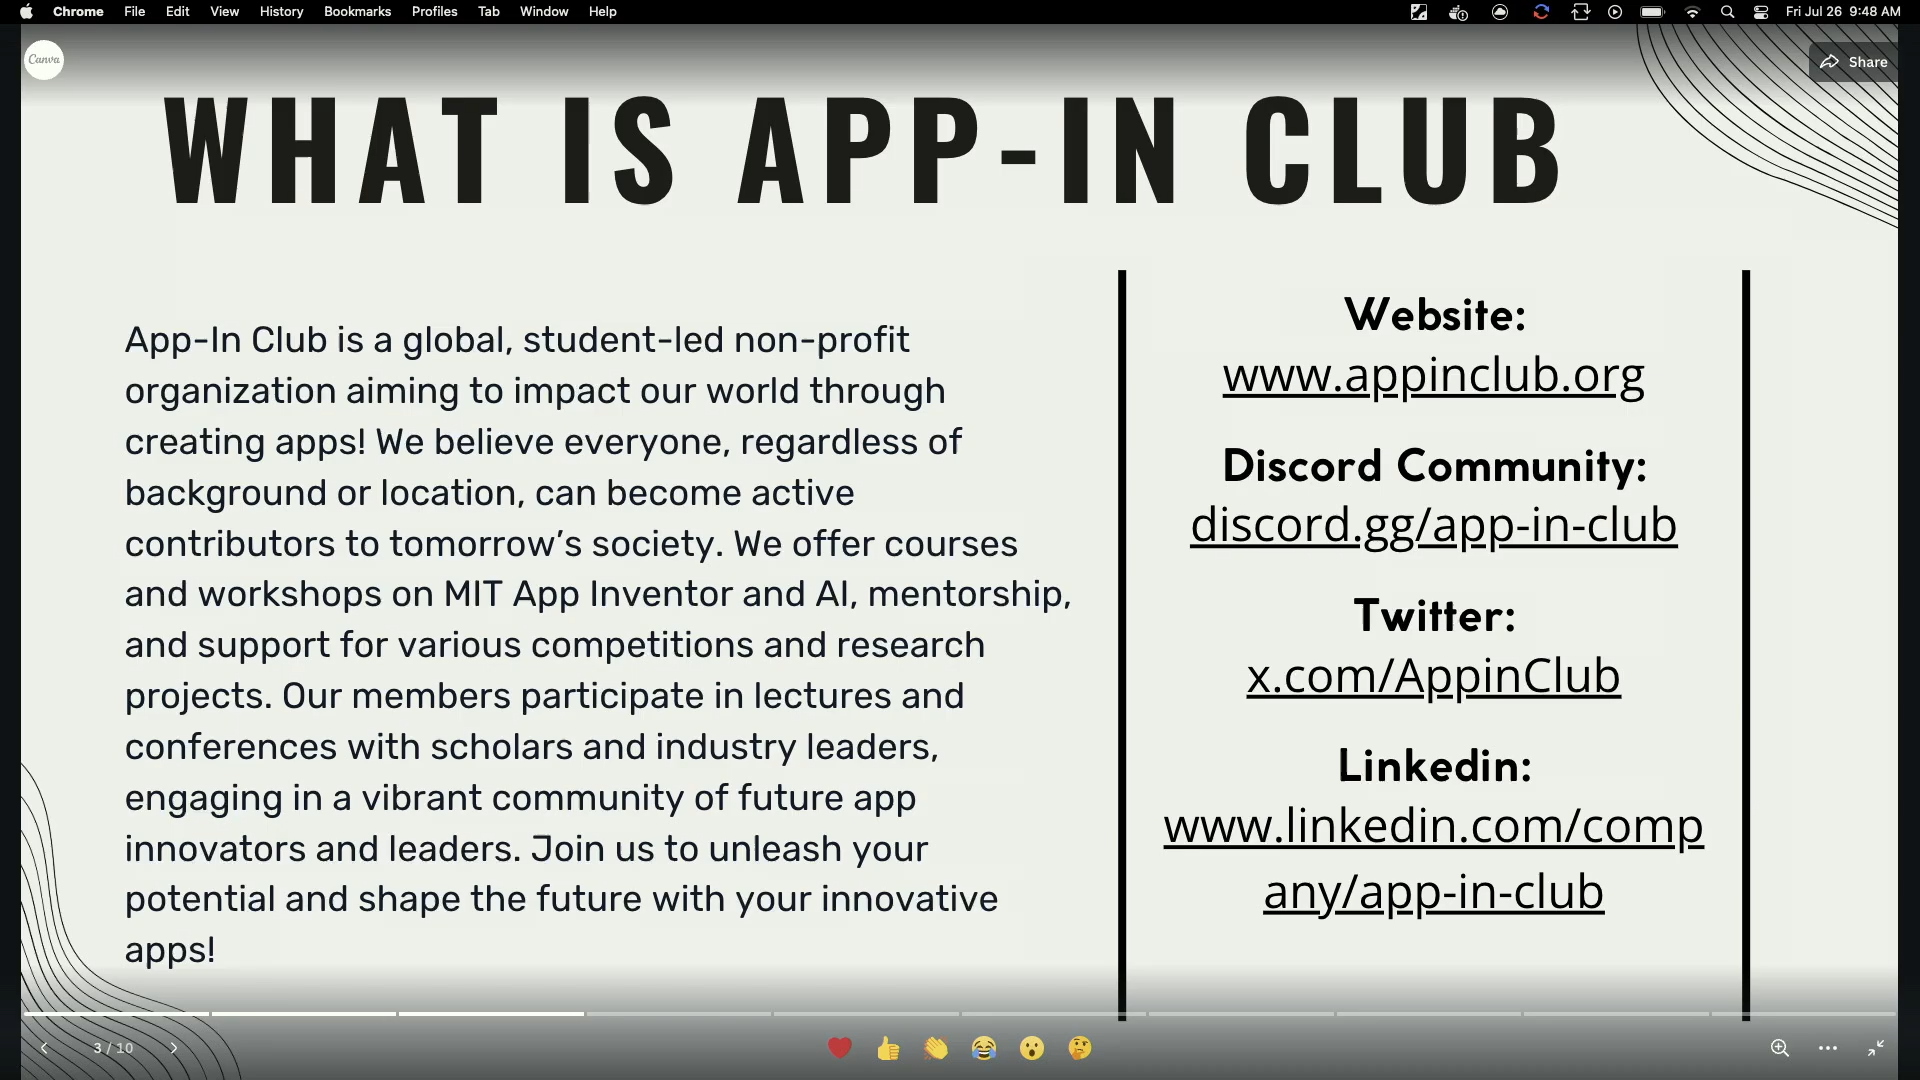 Chrome File Edit View History Bookmarks Profiles Tab Window Help Fri Jul 26 9:48 AM
Canva
Share
WHAT IS APP-IN CLUB
App-In Club is a global, student-led non-profit
organization aiming to impact our world through
creating apps! We believe everyone, regardless of
background or location, can become active
contributors to tomorrow’s society. We offer courses
and workshops on MIT App Inventor and AI, mentorship,
and support for various competitions and research
projects. Our members participate in lectures and
conferences with scholars and industry leaders,
engaging in a vibrant community of future app
innovators and leaders. Join us to unleash your
potential and shape the future with your innovative
apps!
Website:
www.appinclub.org
Discord Community:
discord.gg/app-in-club
Twitter:
x.com/AppinClub
Linkedin:
www.linkedin.com/comp
any/app-in-club
3 / 10